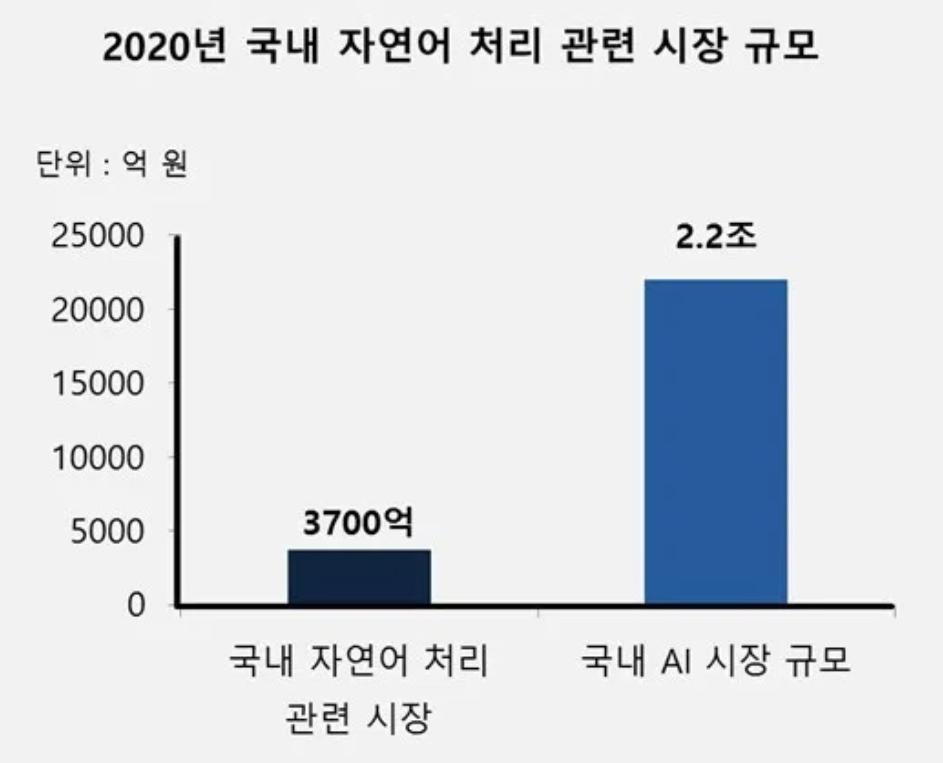 2020년 국내 자연어 처리 관련 시장 규모
단위 : 억 원
25000
20000
15000
10000
5000
0
3700억
2.2조
국내 자연어 처리
관련 시장
국내 AI 시장 규모